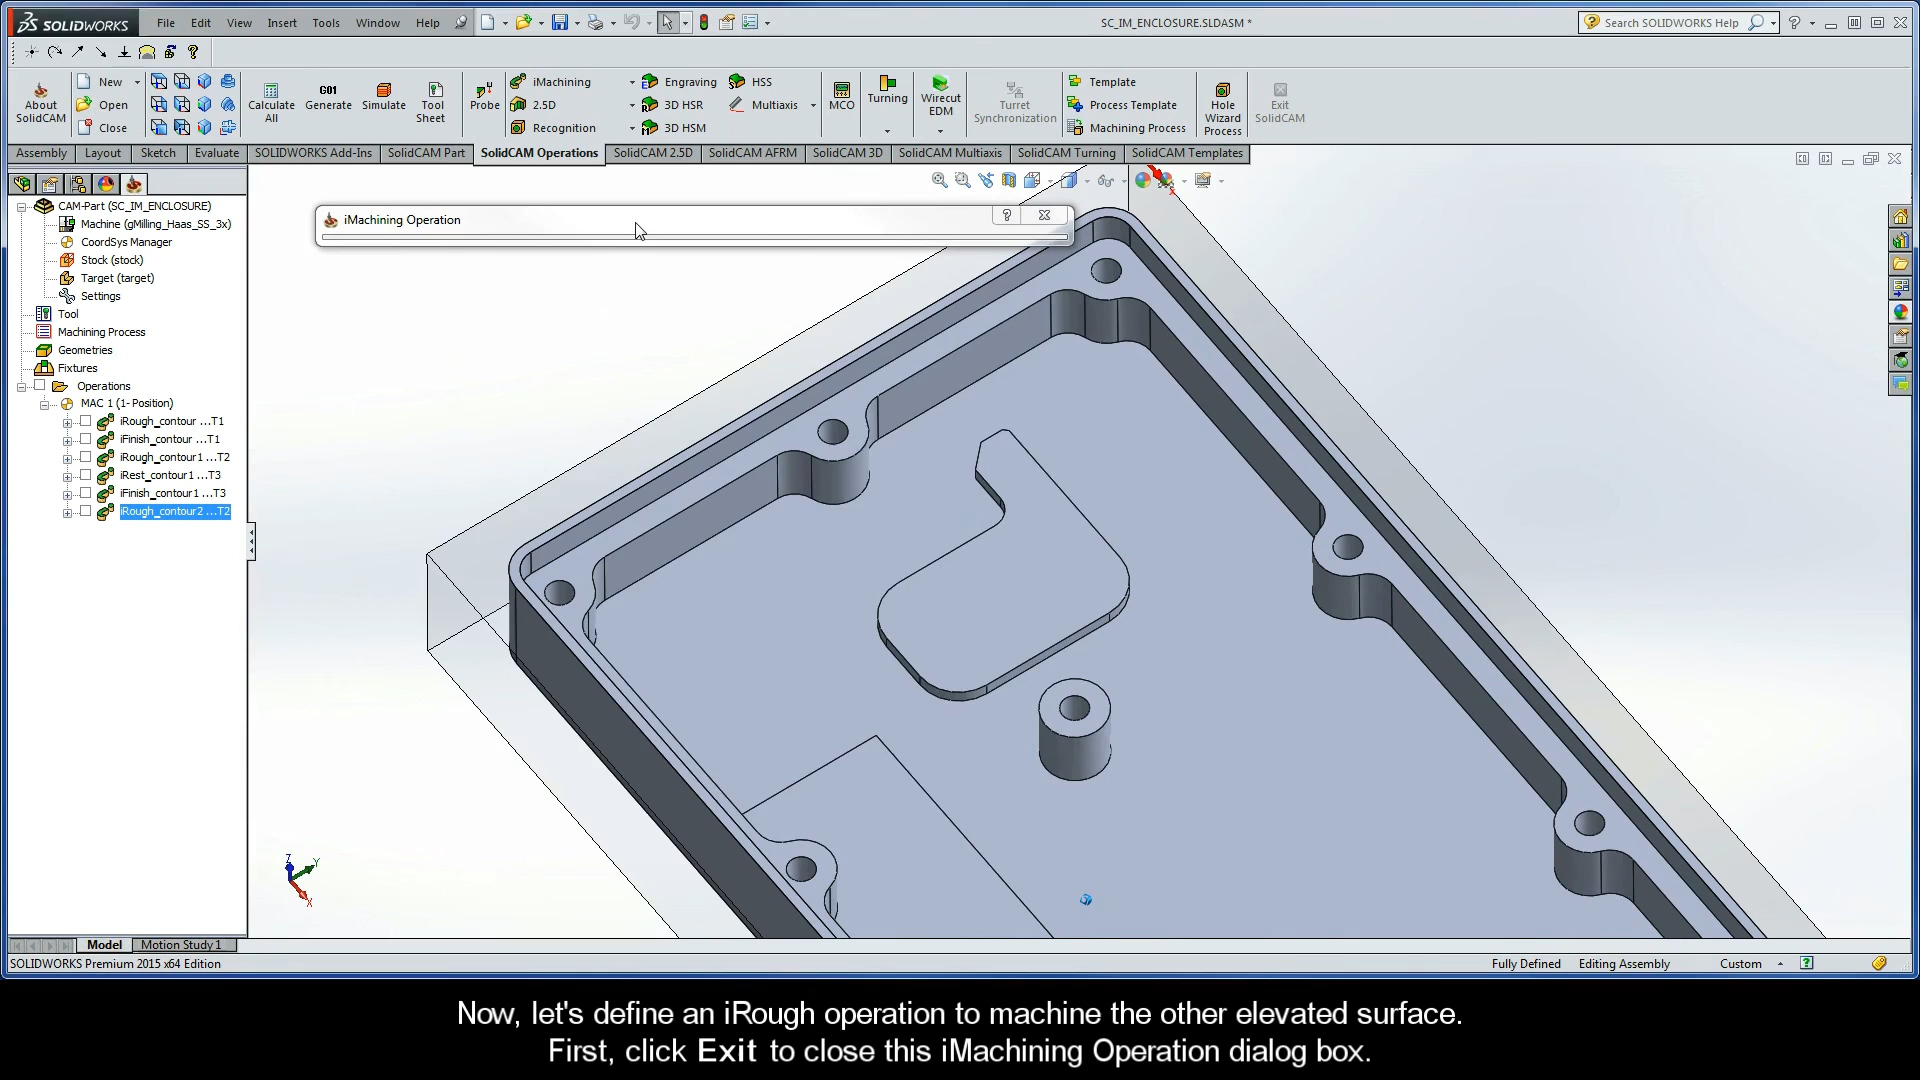 SOLIDWORKS File Edit View Insert Tools Window Help SC_IM_ENCLOSURE.SLDASM * Search SOLIDWORKS Help
About SolidCAM
New
Open
Close
Calculate All
G01
Generate
Simulate
Tool Sheet
Probe
iMachining
2.5D
Recognition
Engraving
3D HSR
3D HSM
HSS
Multiaxis
MCO
Turning
Wirecut EDM
Turret Synchronization
Template
Process Template
Machining Process
Hole Wizard Process
Exit SolidCAM
Assembly Layout Sketch Evaluate SOLIDWORKS Add-Ins SolidCAM Part SolidCAM Operations SolidCAM 2.5D SolidCAM AFRM SolidCAM 3D SolidCAM Multiaxis SolidCAM Turning SolidCAM Templates
iMachining Operation
CAM-Part (SC_IM_ENCLOSURE)
Machine (gMilling_Haas_SS_3x)
CoordSys Manager
Stock (stock)
Target (target)
Settings
Tool
Machining Process
Geometries
Fixtures
Operations
MAC 1 (1- Position)
iRough_contour ...T1
iFinish_contour ...T1
iRough_contour1 ...T2
iRest_contour1 ...T3
iFinish_contour1 ...T3
iRough_contour2 ...T2
Z
Y
X
X
Model Motion Study 1
SOLIDWORKS Premium 2015 x64 Edition Fully Defined Editing Assembly Custom
Now, let's define an iRough operation to machine the other elevated surface.
First, click Exit to close this iMachining Operation dialog box.